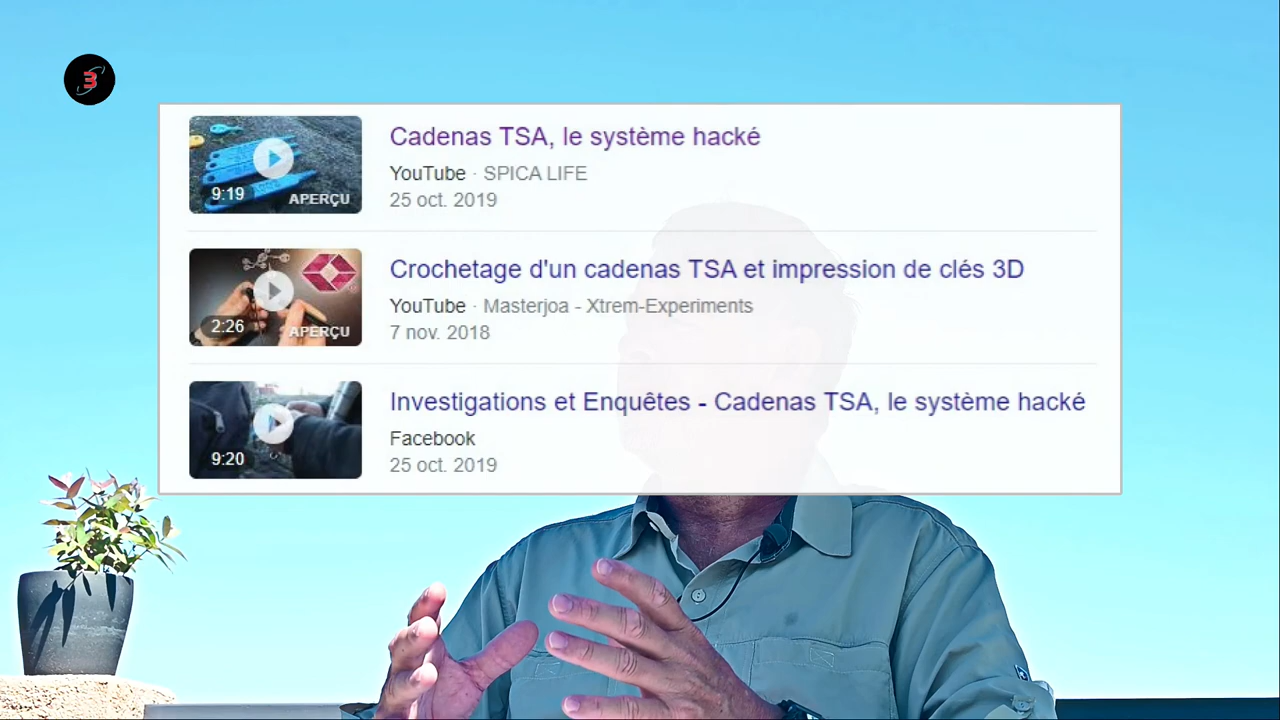 3
Cadenas TSA, le système hacké
9:19
APERÇU
YouTube · SPICA LIFE
25 oct. 2019
Crochetage d'un cadenas TSA et impression de clés 3D
2:26
APERÇU
YouTube · Masterjoa - Xtrem-Experiments
7 nov. 2018
Investigations et Enquêtes - Cadenas TSA, le système hacké
9:20
Facebook
25 oct. 2019